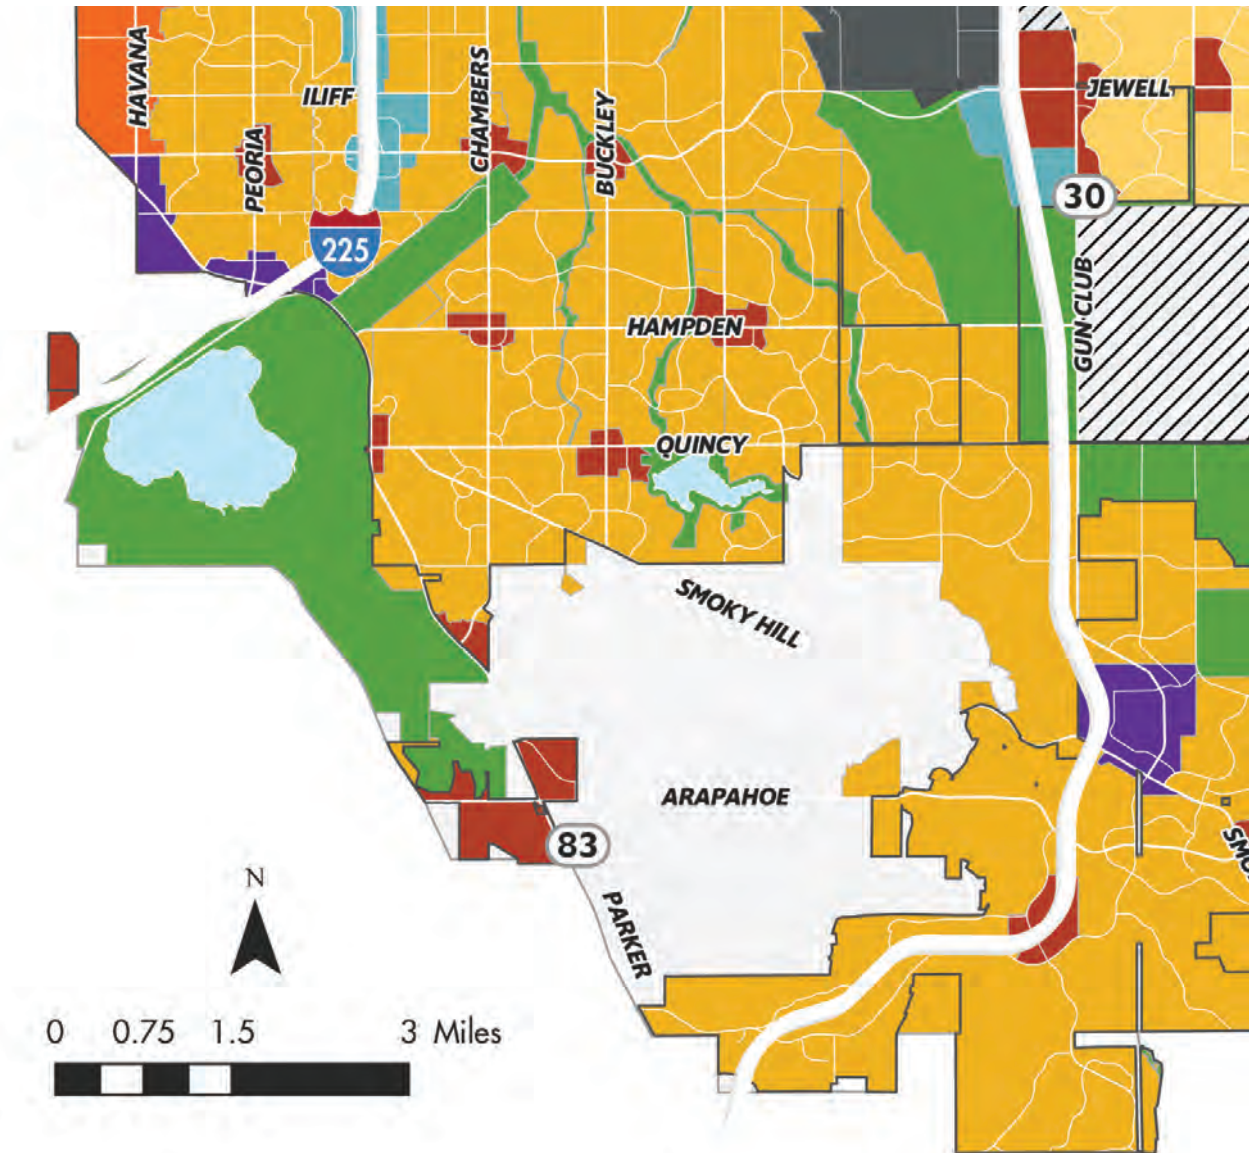 HAVANA
ILIFF
PEORIA
CHAMBERS
BUCKLEY
JEWELL
30
225
GUN CLUB
HAMPDEN
QUINCY
SMOKY HILL
ARAPAHOE
83
PARKER
N
0 0.75 1.5 3 Miles